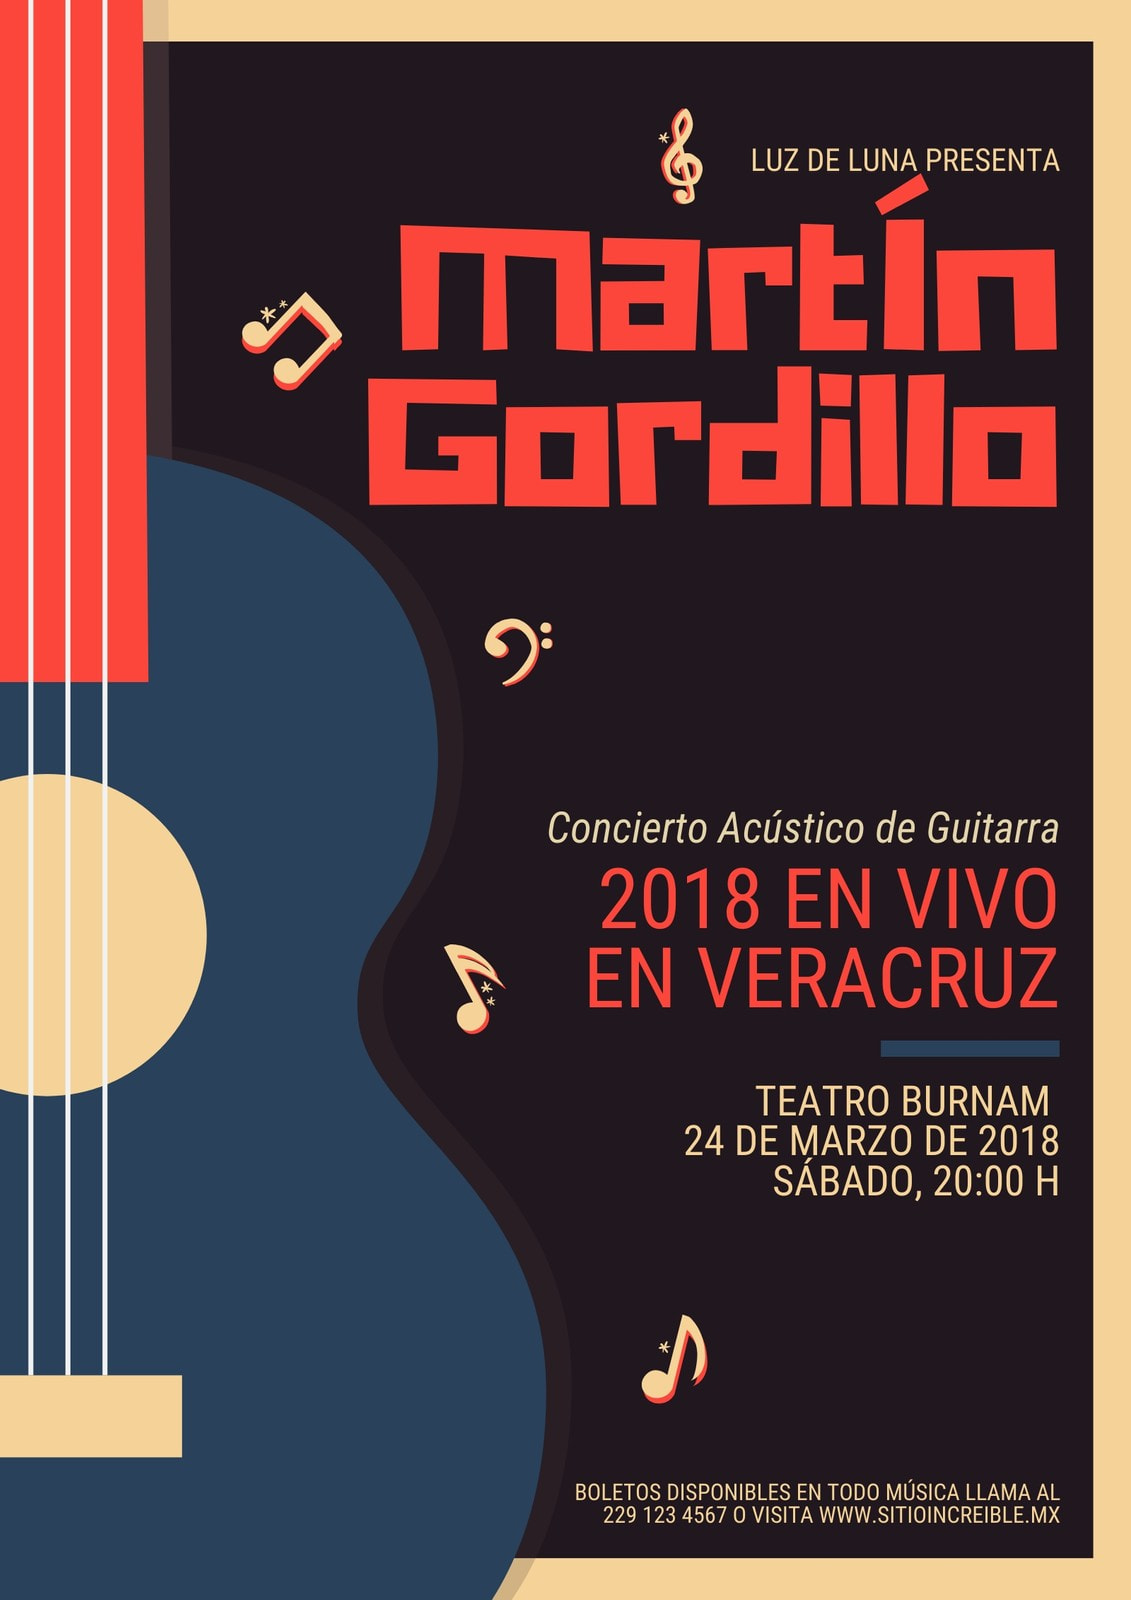 LUZ DE LUNA PRESENTA
Martín
Gordillo
Concierto Acústico de Guitarra
2018 EN VIVO
EN VERACRUZ
TEATRO BURNAM
24 DE MARZO DE 2018
SÁBADO, 20:00 H
BOLETOS DISPONIBLES EN TODO MÚSICA LLAMA AL
229 123 4567 O VISITA WWW.SITIOINCREIBLE.MX